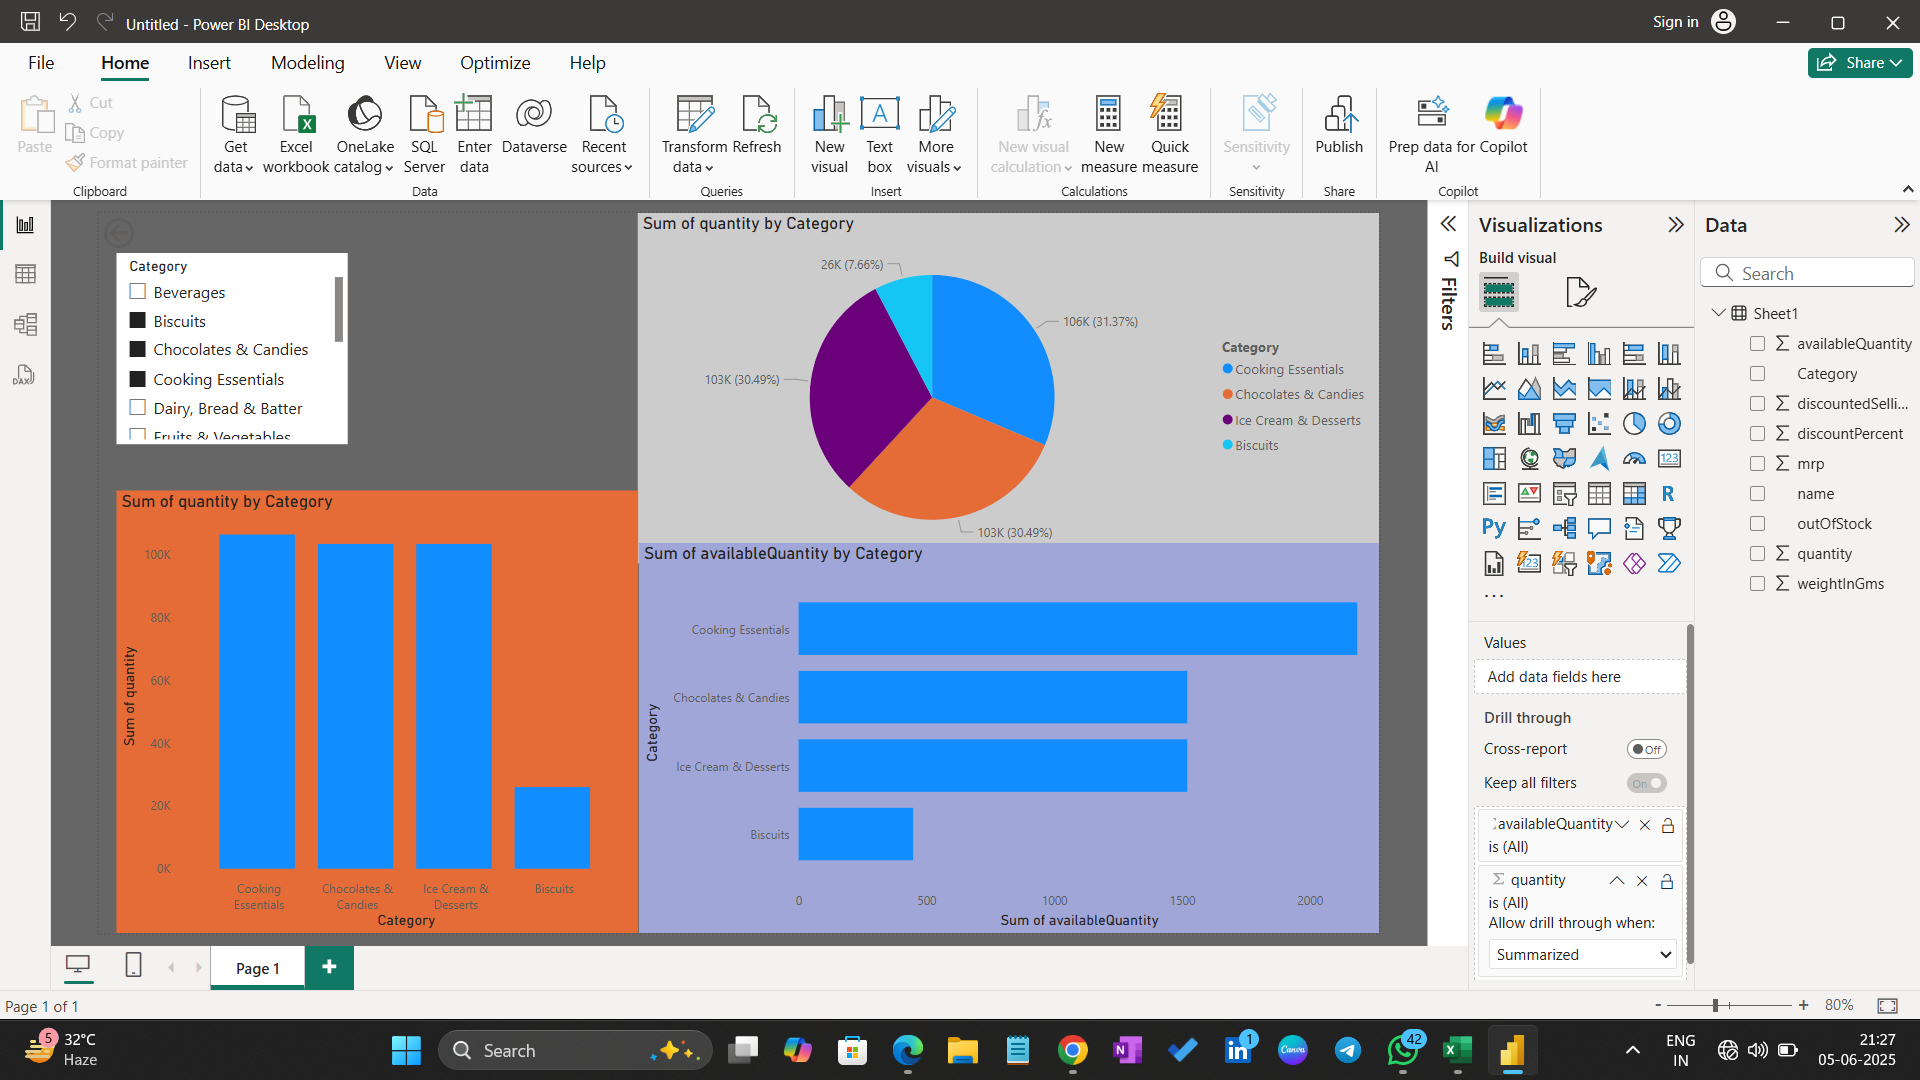 Untitled - Power BI Desktop
Sign in
File Home Insert Modeling View Optimize Help
Share
Paste
Cut
Copy
Format painter
Clipboard
Get data
Excel workbook
OneLake catalog
SQL Server
Enter data
Dataverse
Recent sources
Data
Transform data
Refresh
Queries
New visual
Text box
More visuals
Insert
New visual calculation
New measure
Quick measure
Calculations
Sensitivity
Sensitivity
Publish
Share
Prep data for AI
Copilot
Copilot
Category
Beverages
Biscuits
Chocolates & Candies
Cooking Essentials
Dairy, Bread & Batter
Fruits & Vegetables
Sum of quantity by Category
26K (7.66%)
106K (31.37%)
103K (30.49%)
103K (30.49%)
Category
Cooking Essentials
Chocolates & Candies
Ice Cream & Desserts
Biscuits
Sum of quantity by Category
Sum of quantity
100K
80K
60K
40K
20K
0K
Cooking Essentials
Chocolates & Candies
Ice Cream & Desserts
Biscuits
Category
Sum of availableQuantity by Category
Category
Cooking Essentials
Chocolates & Candies
Ice Cream & Desserts
Biscuits
0 500 1000 1500 2000
Sum of availableQuantity
Filters
Visualizations
Build visual
123
R
Py
123
...
Values
Add data fields here
Drill through
Cross-report
Off
Keep all filters
On
availableQuantity
is (All)
Σ quantity
is (All)
Allow drill through when:
Summarized
Data
Search
Sheet1
Σ availableQuantity
Category
Σ discountedSelli...
Σ discountPercent
Σ mrp
name
outOfStock
Σ quantity
Σ weightInGms
DAX
Page 1
+
Page 1 of 1
- + 80%
5
32°C
Haze
Search
N
in
1
Canva
42
X
ENG
IN
21:27
05-06-2025